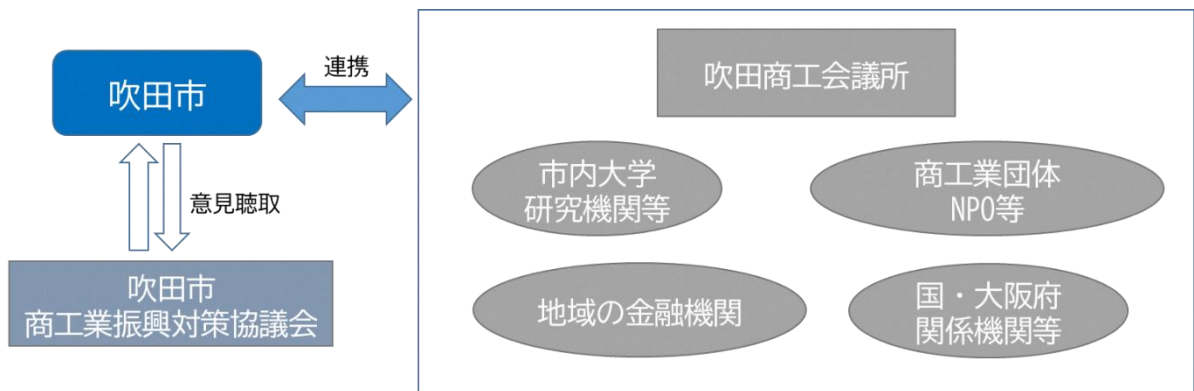 吹田市
連携
意見聴取
吹田市
商工業振興対策協議会
吹田商工会議所
市内大学
研究機関等
商工業団体
NPO等
地域の金融機関
国・大阪府
関係機関等